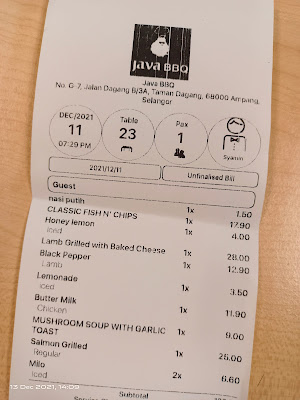 Java BBQ
Java BBQ
No. G-7, Jalan Dagang B/3A, Taman Dagang, 68000 Ampang,
Selangor
DEC/2021
11
07:29 PM
Table
23
Pax
1
Syamin
2021/12/11
Unfinalised Bill
Guest
nasi putih 1x 1.50
CLASSIC FISH N' CHIPS 1x 17.90
Honey lemon 1x 4.00
Iced
Lamb Grilled with Baked Cheese 1x 28.00
Black Pepper 1x 12.90
Lamb
Lemonade 1x 3.50
Iced
Butter Milk 1x 11.90
Chicken
MUSHROOM SOUP WITH GARLIC 1x 9.00
TOAST
Salmon Grilled 1x 25.00
Regular
Milo 2x 6.60
Iced
Subtotal
13 Dec 2021, 14:09